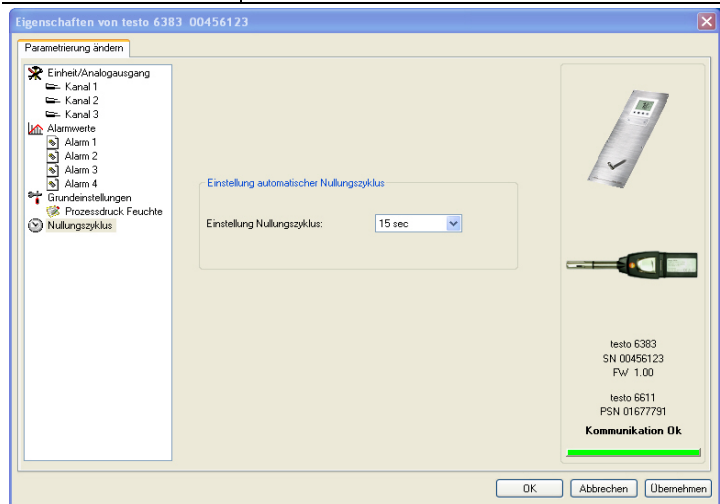 Eigenschaften von testo 6383 00456123
Parametrierung ändern
Einheit/Analogausgang
Kanal 1
Kanal 2
Kanal 3
Alarmwerte
Alarm 1
Alarm 2
Alarm 3
Alarm 4
Grundeinstellungen
Prozessdruck Feuchte
Nullungszyklus
Einstellung automatischer Nullungszyklus
Einstellung Nullungszyklus: 15 sec
testo 6383
SN 00456123
FW 1.00
testo 6611
PSN 01677791
Kommunikation Ok
OK Abbrechen Übernehmen